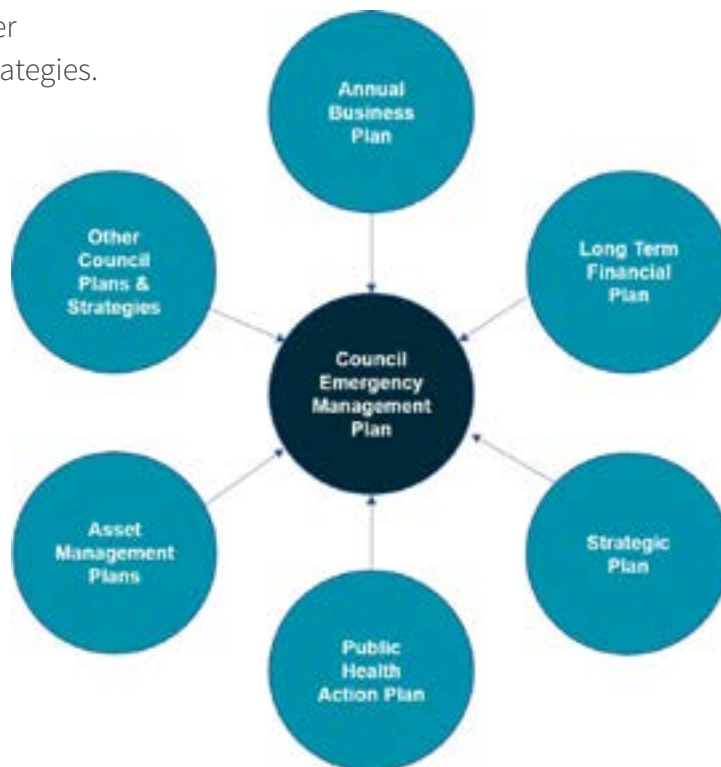 er
ategies.
Annual
Business
Plan
Other
Council
Plans &
Strategies
Long Term
Financial
Plan
Council
Emergency
Management
Plan
Asset
Management
Plans
Strategic
Plan
Public
Health
Action Plan